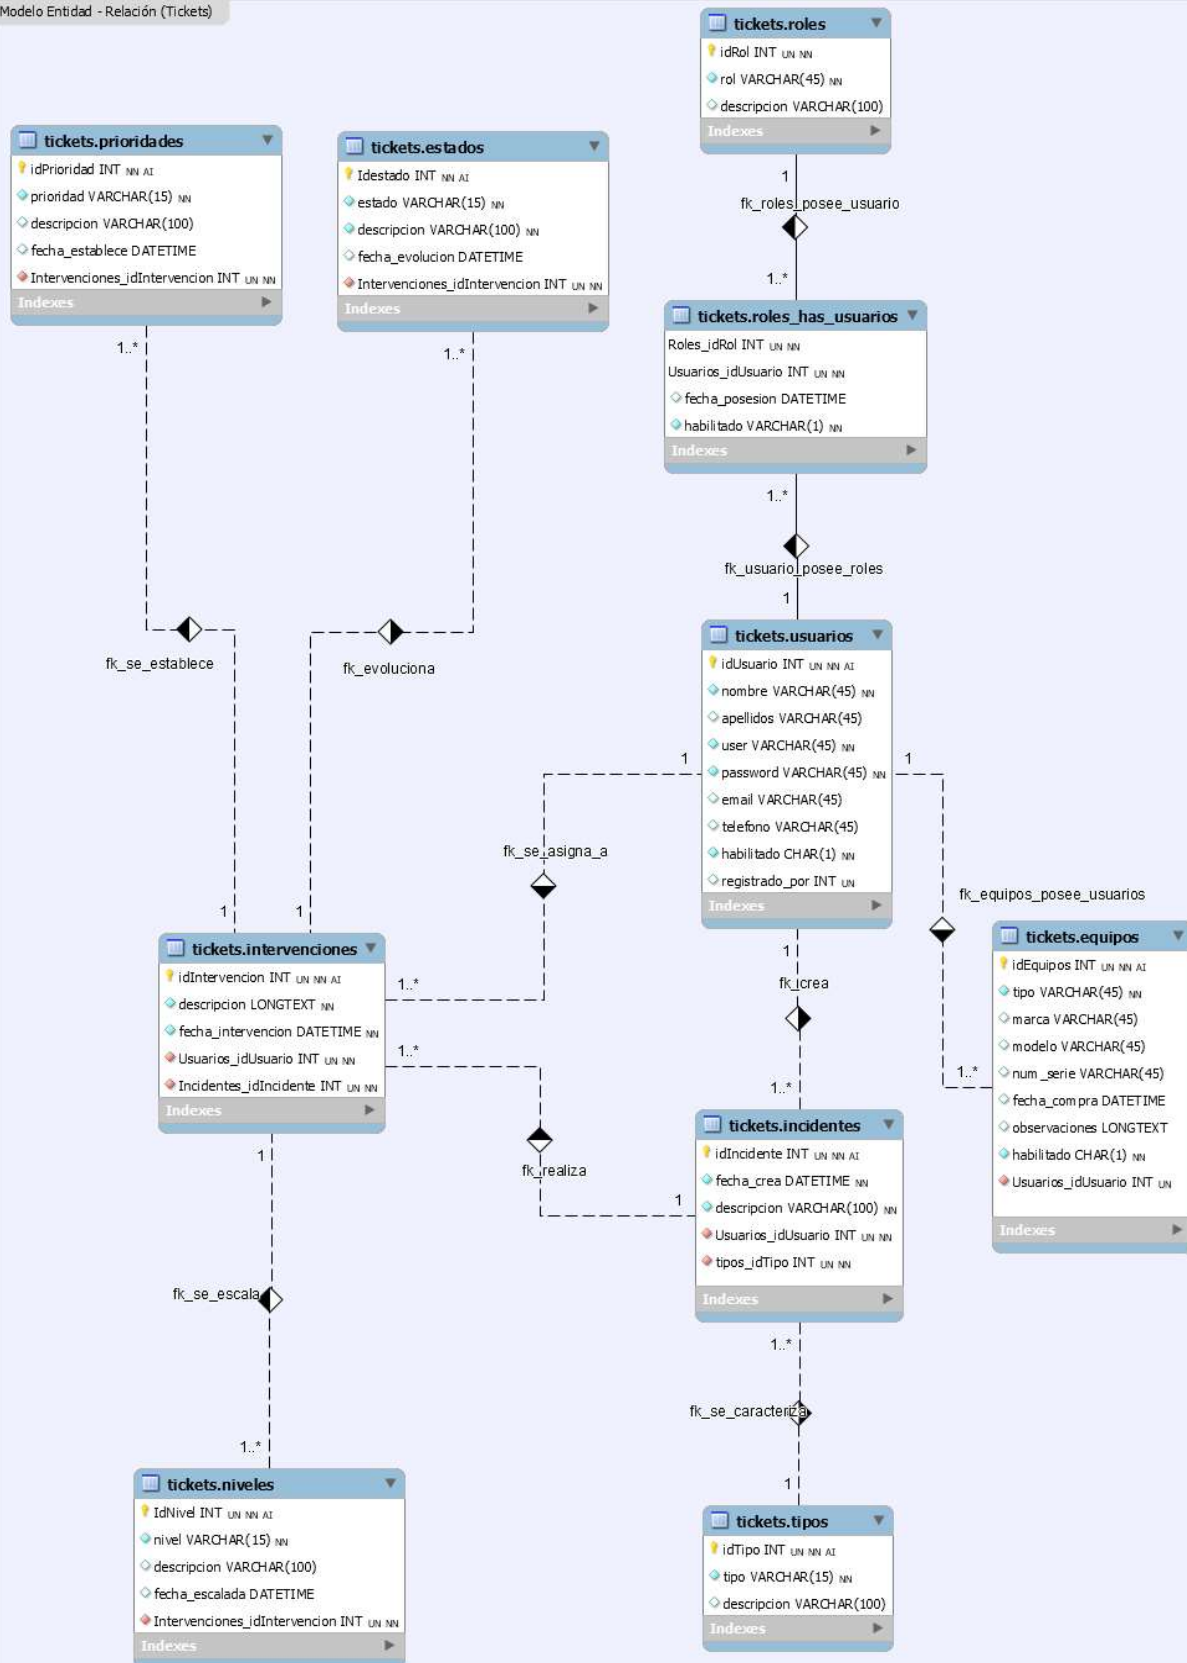 Modelo Entidad - Relación (Tickets)
tickets.roles
idRol INT UN NN
rol VARCHAR(45) NN
descripcion VARCHAR(100)
Indexes
1
fk_roles_posee_usuario
1..*
tickets.prioridades
idPrioridad INT NN AI
prioridad VARCHAR(15) NN
descripcion VARCHAR(100)
fecha_establece DATETIME
Intervenciones_idIntervencion INT UN NN
Indexes
1..*
tickets.estados
Idestado INT NN AI
estado VARCHAR(15) NN
descripcion VARCHAR(100) NN
fecha_evolucion DATETIME
Intervenciones_idIntervencion INT UN NN
Indexes
1..*
tickets.roles_has_usuarios
Roles_idRol INT UN NN
Usuarios_idUsuario INT UN NN
fecha_posesion DATETIME
habilitado VARCHAR(1) NN
Indexes
1..*
fk_usuario_posee_roles
1
fk_se_establece
fk_evoluciona
1
1
tickets.usuarios
idUsuario INT UN NN AI
nombre VARCHAR(45) NN
apellidos VARCHAR(45)
user VARCHAR(45) NN
password VARCHAR(45) NN
email VARCHAR(45)
telefono VARCHAR(45)
habilitado CHAR(1) NN
registrado_por INT UN
Indexes
1
1
fk_se_asigna_a
fk_equipos_posee_usuarios
1
fk_crea
1..*
tickets.intervenciones
idIntervencion INT UN NN AI
descripcion LONGTEXT NN
fecha_intervencion DATETIME NN
Usuarios_idUsuario INT UN NN
Incidentes_idIncidente INT UN NN
Indexes
1..*
1..*
tickets.equipos
idEquipos INT UN NN AI
tipo VARCHAR(45) NN
marca VARCHAR(45)
modelo VARCHAR(45)
num_serie VARCHAR(45)
fecha_compra DATETIME
observaciones LONGTEXT
habilitado CHAR(1) NN
Usuarios_idUsuario INT UN
Indexes
1..*
fk_realiza
1
tickets.incidentes
idIncidente INT UN NN AI
fecha_crea DATETIME NN
descripcion VARCHAR(100) NN
Usuarios_idUsuario INT UN NN
tipos_idTipo INT UN NN
Indexes
1
fk_se_escala
1..*
1..*
fk_se_caracteriza
1
tickets.niveles
IdNivel INT UN NN AI
nivel VARCHAR(15) NN
descripcion VARCHAR(100)
fecha_escalada DATETIME
Intervenciones_idIntervencion INT UN NN
Indexes
tickets.tipos
idTipo INT UN NN AI
tipo VARCHAR(15) NN
descripcion VARCHAR(100)
Indexes